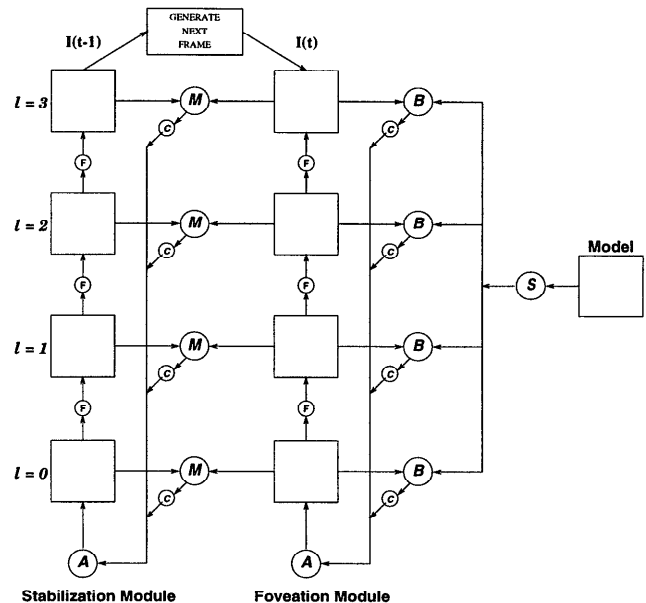 GENERATE
NEXT
FRAME
I(t-1)
I(t)
l = 3
M
B
C
C
F
F
l = 2
M
B
C
C
Model
F
F
S
l = 1
M
B
C
C
F
F
l = 0
M
B
C
C
A
A
Stabilization Module
Foveation Module